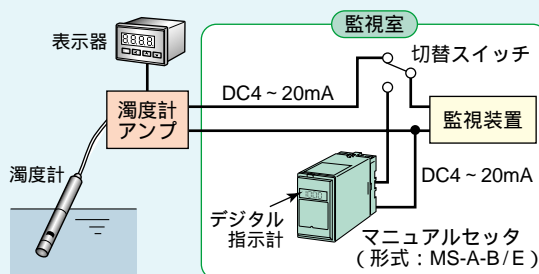 監視室
表示器
切替スイッチ
DC4~20mA
濁度計
アンプ
監視装置
濁度計
DC4~20mA
デジタル
指示計
マニュアルセッタ
(形式:MS-A-B/E)